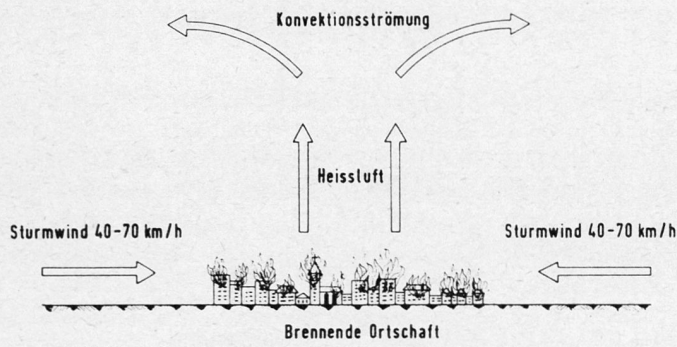 Konvektionsströmung
Heissluft
Sturmwind 40-70 km/h
Sturmwind 40-70 km/h
Brennende Ortschaft